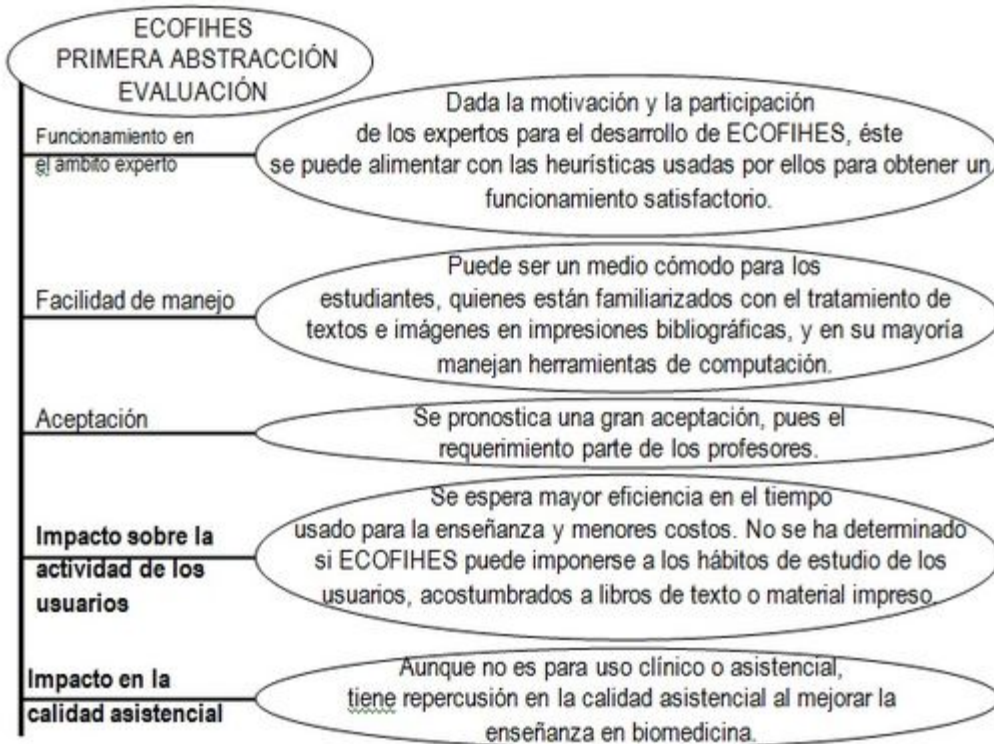 ECOFIHES
PRIMERA ABSTRACCIÓN
EVALUACIÓN
Funcionamiento en
el ámbito experto
Dada la motivación y la participación
de los expertos para el desarrollo de ECOFIHES, éste
se puede alimentar con las heurísticas usadas por ellos para obtener un
funcionamiento satisfactorio.
Facilidad de manejo
Puede ser un medio cómodo para los
estudiantes, quienes están familiarizados con el tratamiento de
textos e imágenes en impresiones bibliográficas, y en su mayoría
manejan herramientas de computación.
Aceptación
Se pronostica una gran aceptación, pues el
requerimiento parte de los profesores.
Impacto sobre la
actividad de los
usuarios
Se espera mayor eficiencia en el tiempo
usado para la enseñanza y menores costos. No se ha determinado
si ECOFIHES puede imponerse a los hábitos de estudio de los
usuarios, acostumbrados a libros de texto o material impreso.
Impacto en la
calidad asistencial
Aunque no es para uso clínico o asistencial,
tiene repercusión en la calidad asistencial al mejorar la
enseñanza en biomedicina.